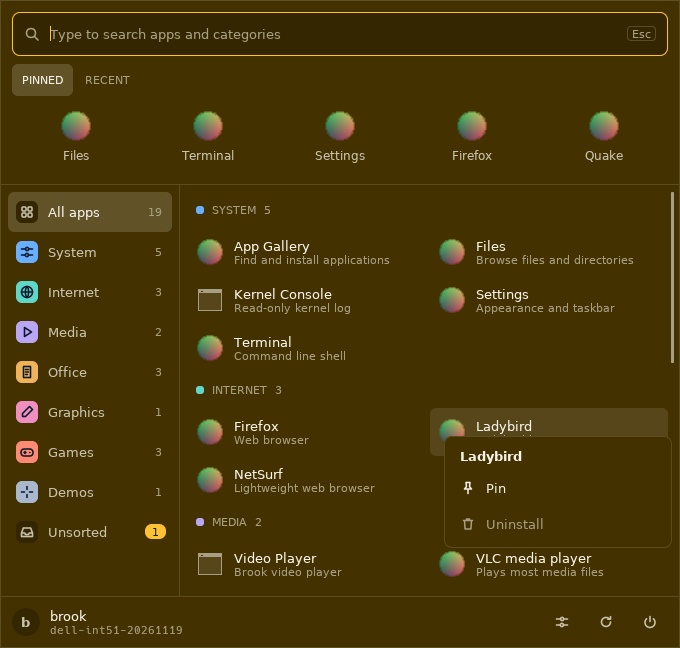 Type to search apps and categories
Esc
PINNED
RECENT
Files
Terminal
Settings
Firefox
Quake
All apps 19
System 5
Internet 3
Media 2
Office 3
Graphics 1
Games 3
Demos 1
Unsorted 1
SYSTEM 5
App Gallery
Find and install applications
Files
Browse files and directories
Kernel Console
Read-only kernel log
Settings
Appearance and taskbar
Terminal
Command line shell
INTERNET 3
Firefox
Web browser
Ladybird
NetSurf
Lightweight web browser
Ladybird
Pin
Uninstall
MEDIA 2
Video Player
Brook video player
VLC media player
Plays most media files
b
brook
dell-int51-20261119